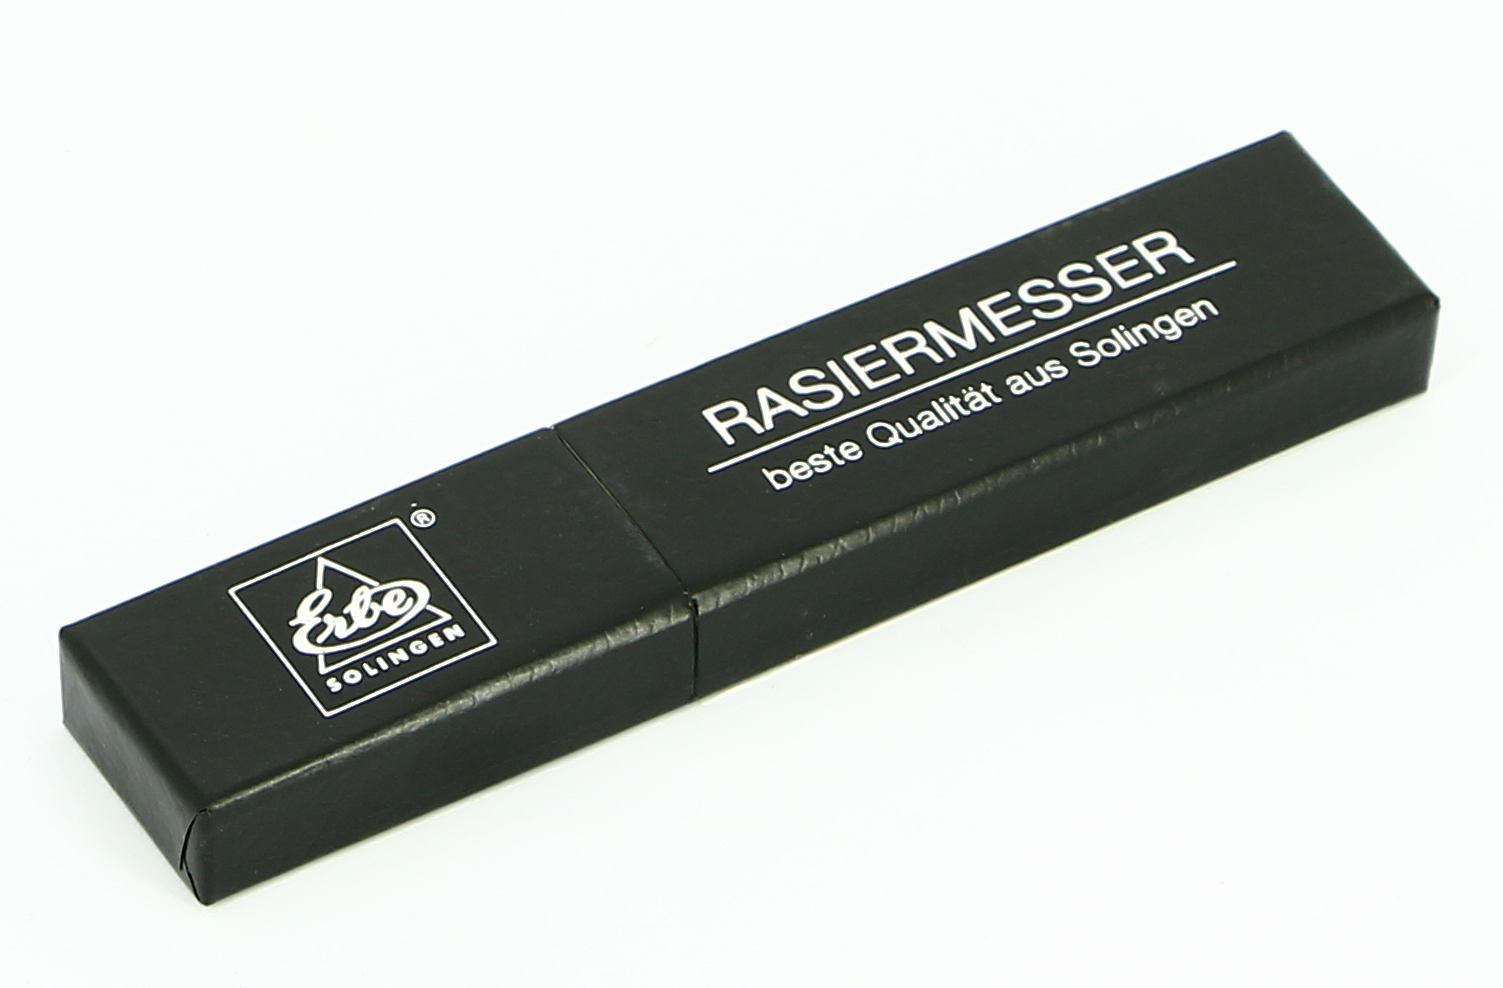 Erbe ®
SOLINGEN
RASIERMESSER
beste Qualität aus Solingen